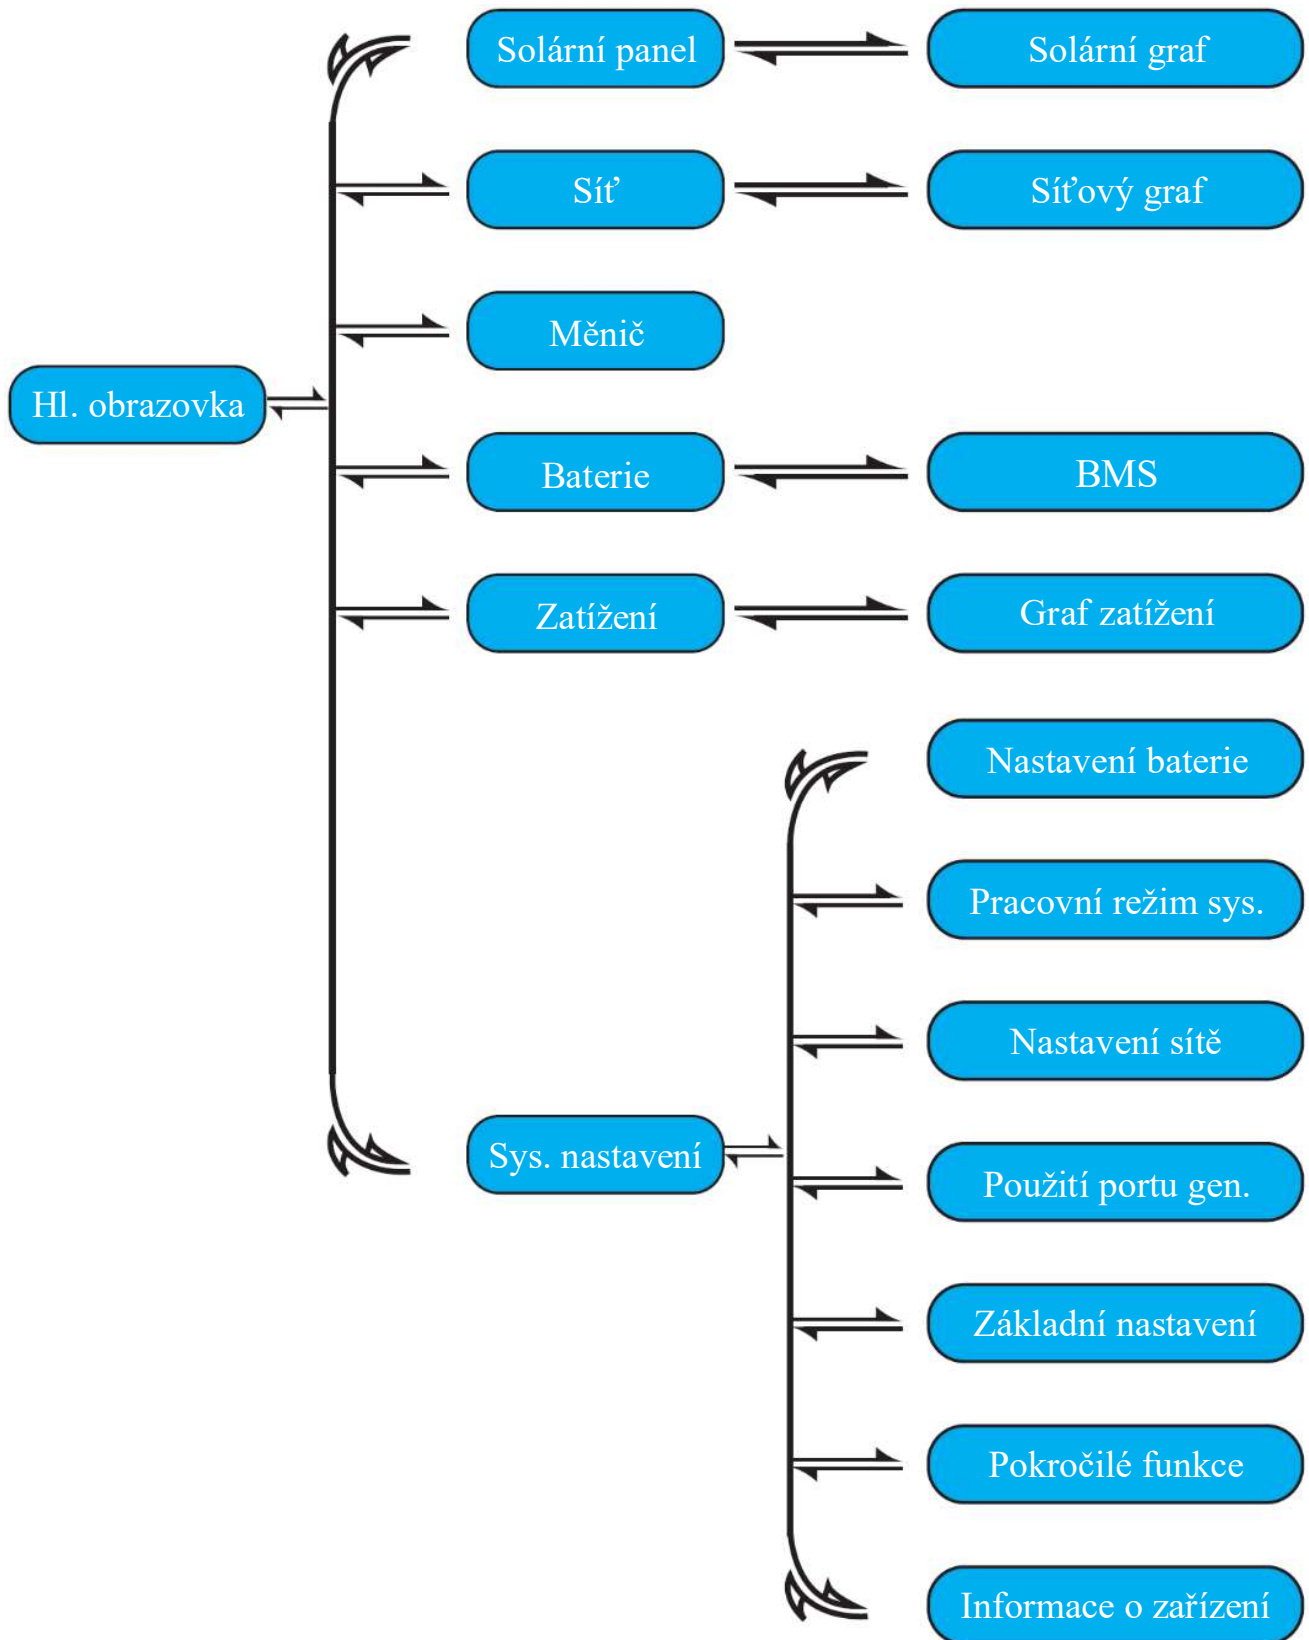 Solární panel
Solární graf
Síť
Síťový graf
Měnič
Hl. obrazovka
Baterie
BMS
Zatížení
Graf zatížení
Nastavení baterie
Pracovní režim sys.
Nastavení sítě
Sys. nastavení
Použití portu gen.
Základní nastavení
Pokročilé funkce
Informace o zařízení